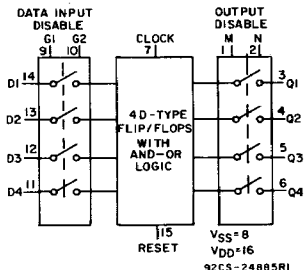 DATA INPUT DISABLE
G1 G2
9 10
CLOCK
7
OUTPUT DISABLE
M N
1 2
D1 14
D2 13
D3 12
D4 11
4 D-TYPE
FLIP/FLOPS
WITH
AND-OR
LOGIC
3 Q1
4 Q2
5 Q3
6 Q4
15
RESET
VSS=8
VDD=16
92CS-24885R1